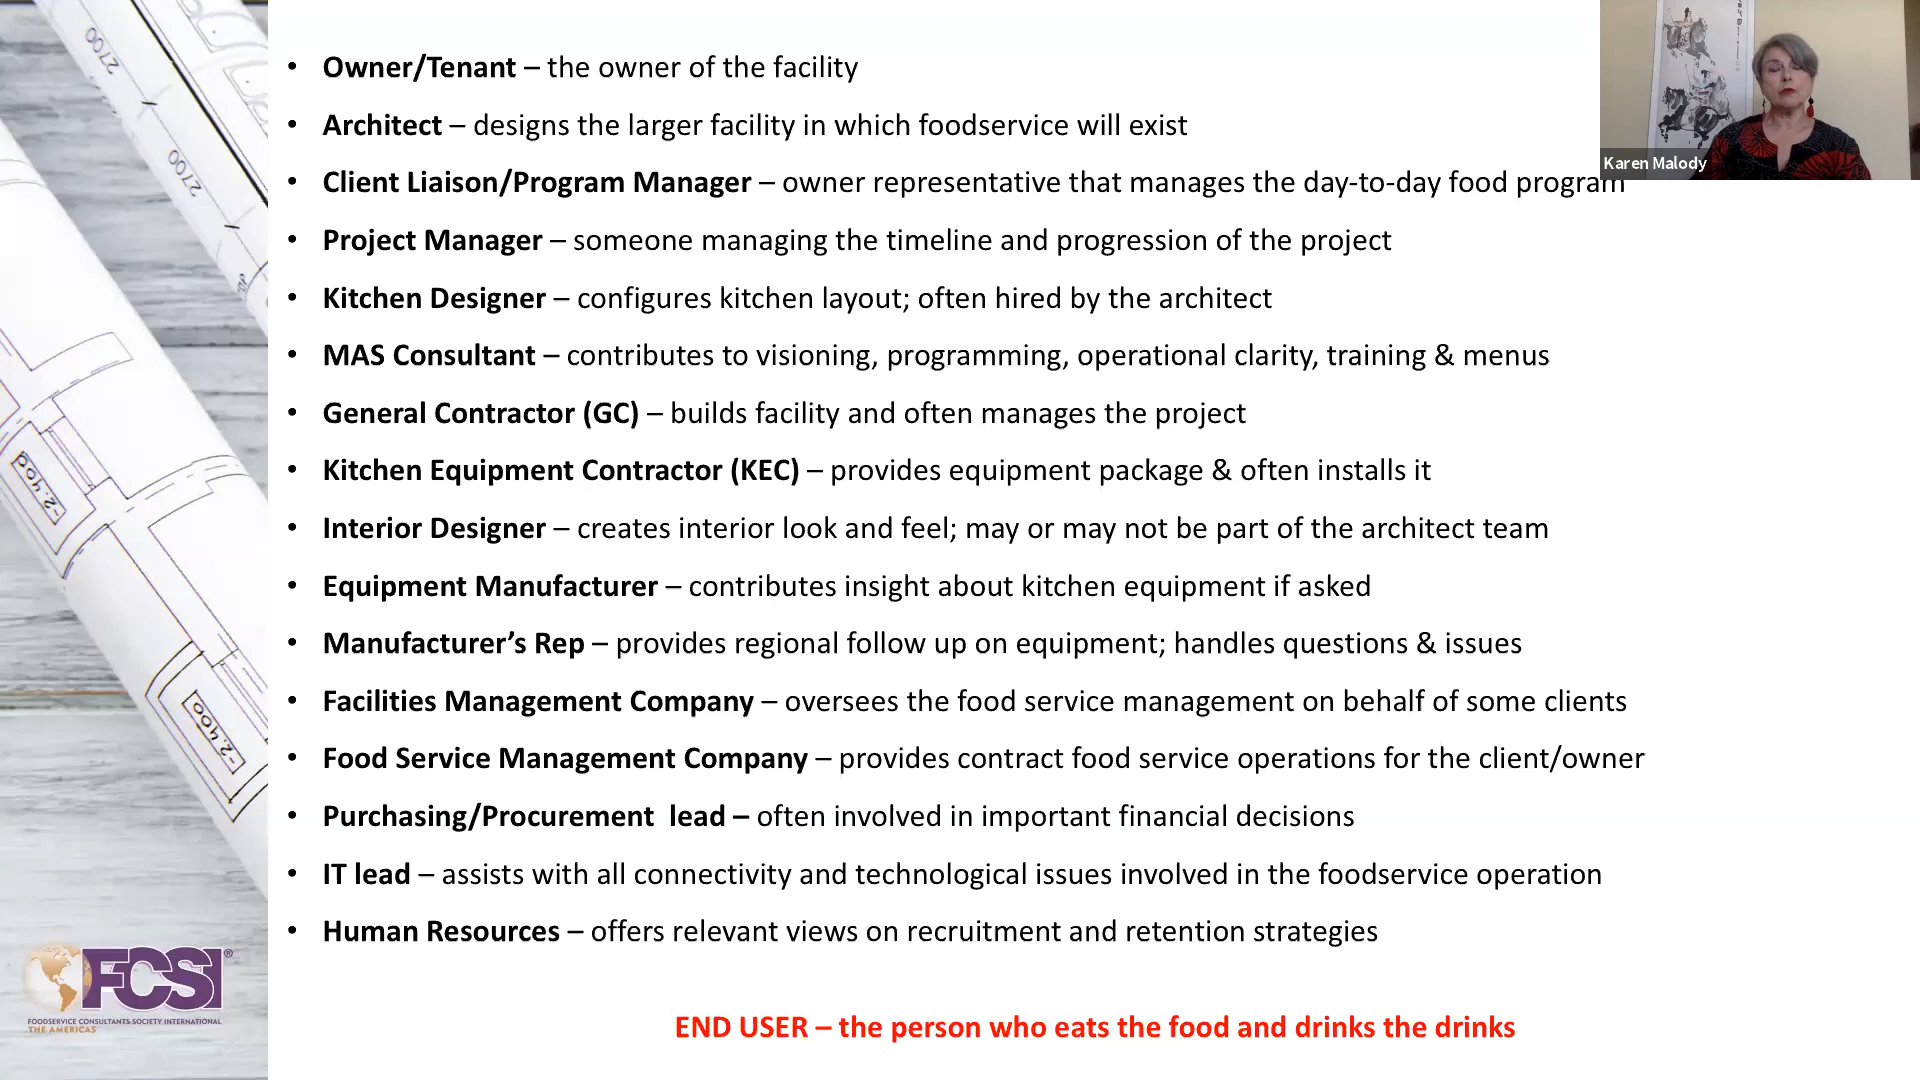 • Owner/Tenant – the owner of the facility
• Architect – designs the larger facility in which foodservice will exist
• Client Liaison/Program Manager – owner representative that manages the day-to-day food program
• Project Manager – someone managing the timeline and progression of the project
• Kitchen Designer – configures kitchen layout; often hired by the architect
• MAS Consultant – contributes to visioning, programming, operational clarity, training & menus
• General Contractor (GC) – builds facility and often manages the project
• Kitchen Equipment Contractor (KEC) – provides equipment package & often installs it
• Interior Designer – creates interior look and feel; may or may not be part of the architect team
• Equipment Manufacturer – contributes insight about kitchen equipment if asked
• Manufacturer’s Rep – provides regional follow up on equipment; handles questions & issues
• Facilities Management Company – oversees the food service management on behalf of some clients
• Food Service Management Company – provides contract food service operations for the client/owner
• Purchasing/Procurement lead – often involved in important financial decisions
• IT lead – assists with all connectivity and technological issues involved in the foodservice operation
• Human Resources – offers relevant views on recruitment and retention strategies
END USER – the person who eats the food and drinks the drinks
Karen Malody
2700
2700
-2.400
-2.400
FCSI®
FOODSERVICE CONSULTANTS SOCIETY INTERNATIONAL
THE AMERICAS